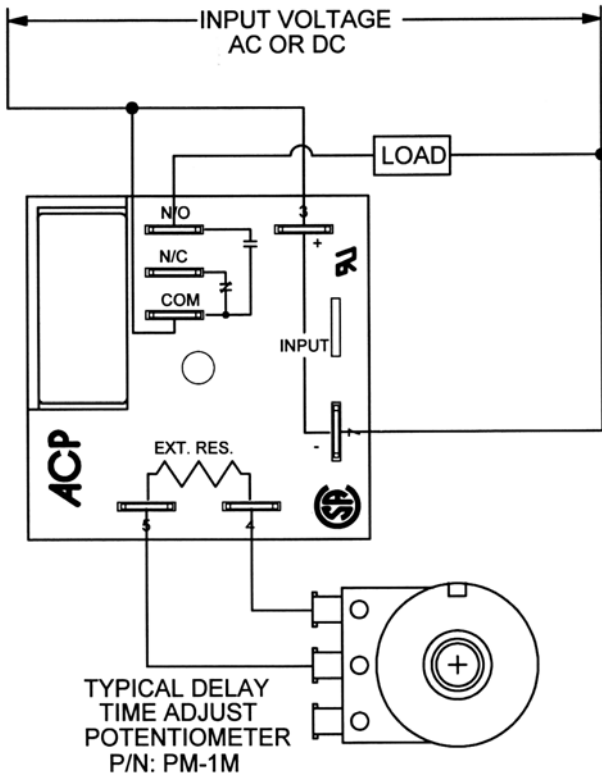 INPUT VOLTAGE
AC OR DC
LOAD
N/O
3
+
N/C
COM
INPUT
-
ACP
EXT. RES.
5
4
TYPICAL DELAY
TIME ADJUST
POTENTIOMETER
P/N: PM-1M